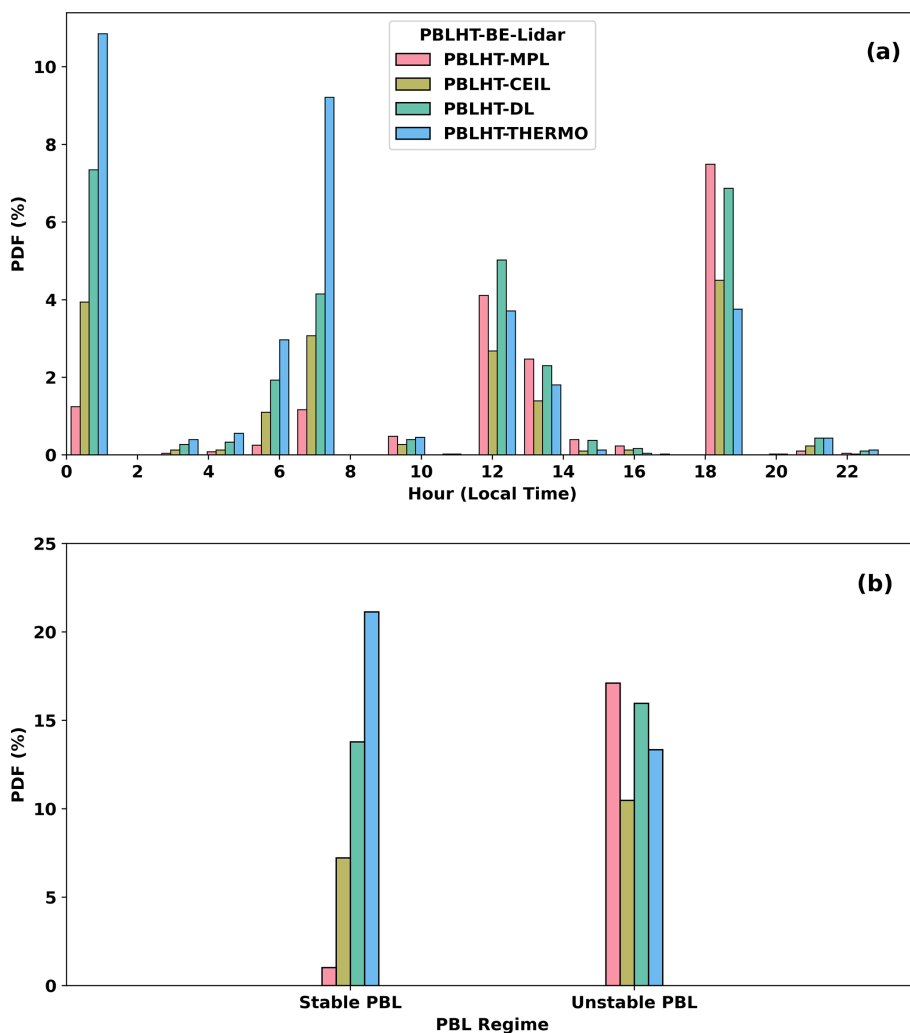 PBLHT-BE-Lidar
PBLHT-MPL
PBLHT-CEIL
PBLHT-DL
PBLHT-THERMO
(a)
10
8
6
4
2
0
PDF (%)
0 2 4 6 8 10 12 14 16 18 20 22
Hour (Local Time)
(b)
25
20
15
10
5
0
PDF (%)
Stable PBL Unstable PBL
PBL Regime